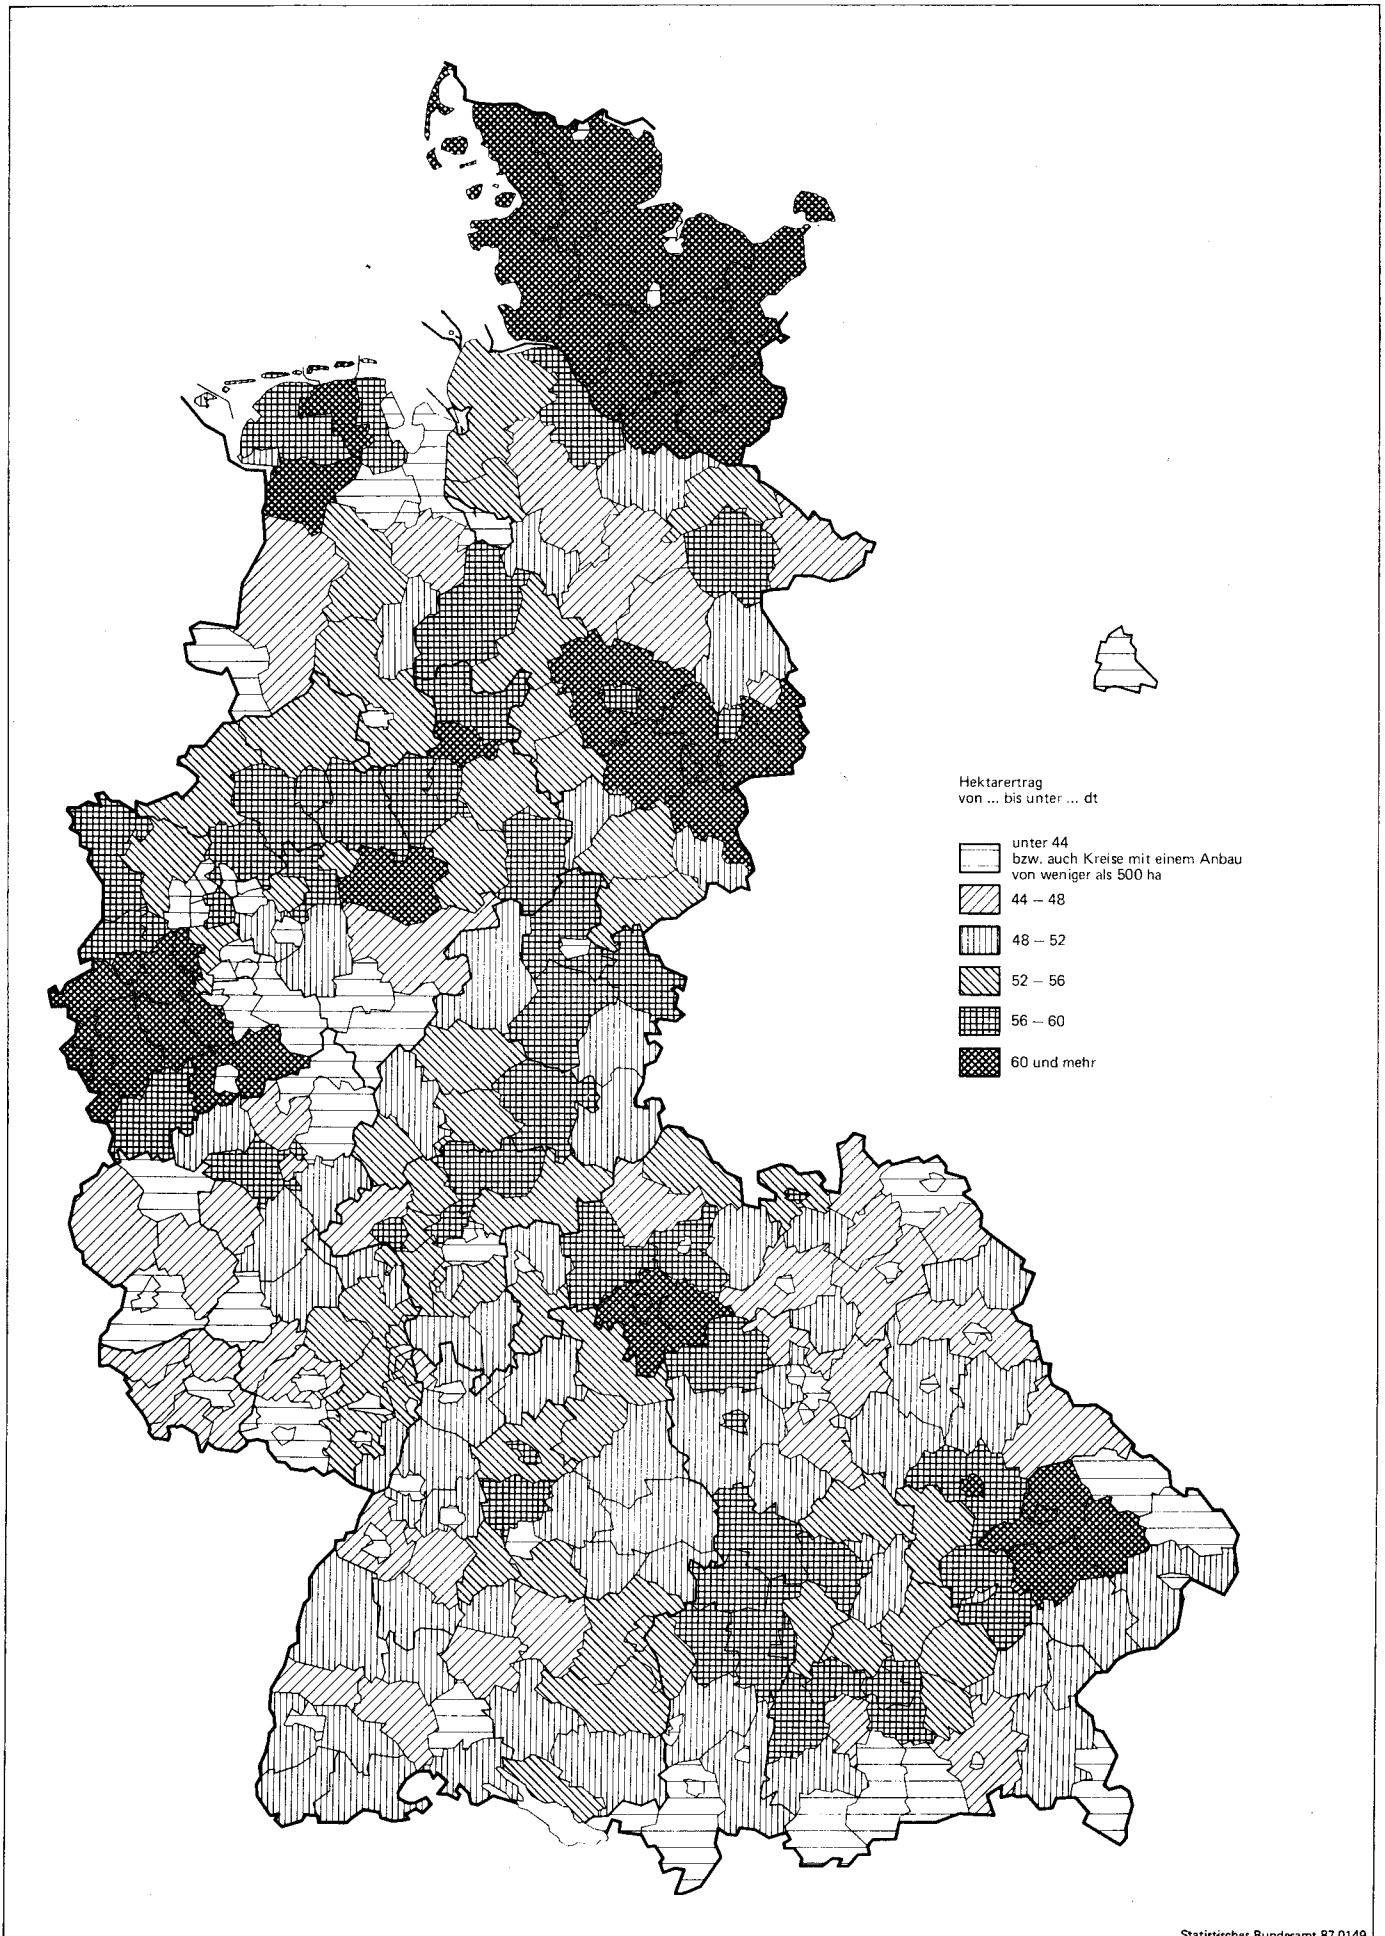 Hektarertrag
von ... bis unter ... dt
unter 44
bzw. auch Kreise mit einem Anbau
von weniger als 500 ha
44 – 48
48 – 52
52 – 56
56 – 60
60 und mehr
Statistisches Bundesamt 87 0149